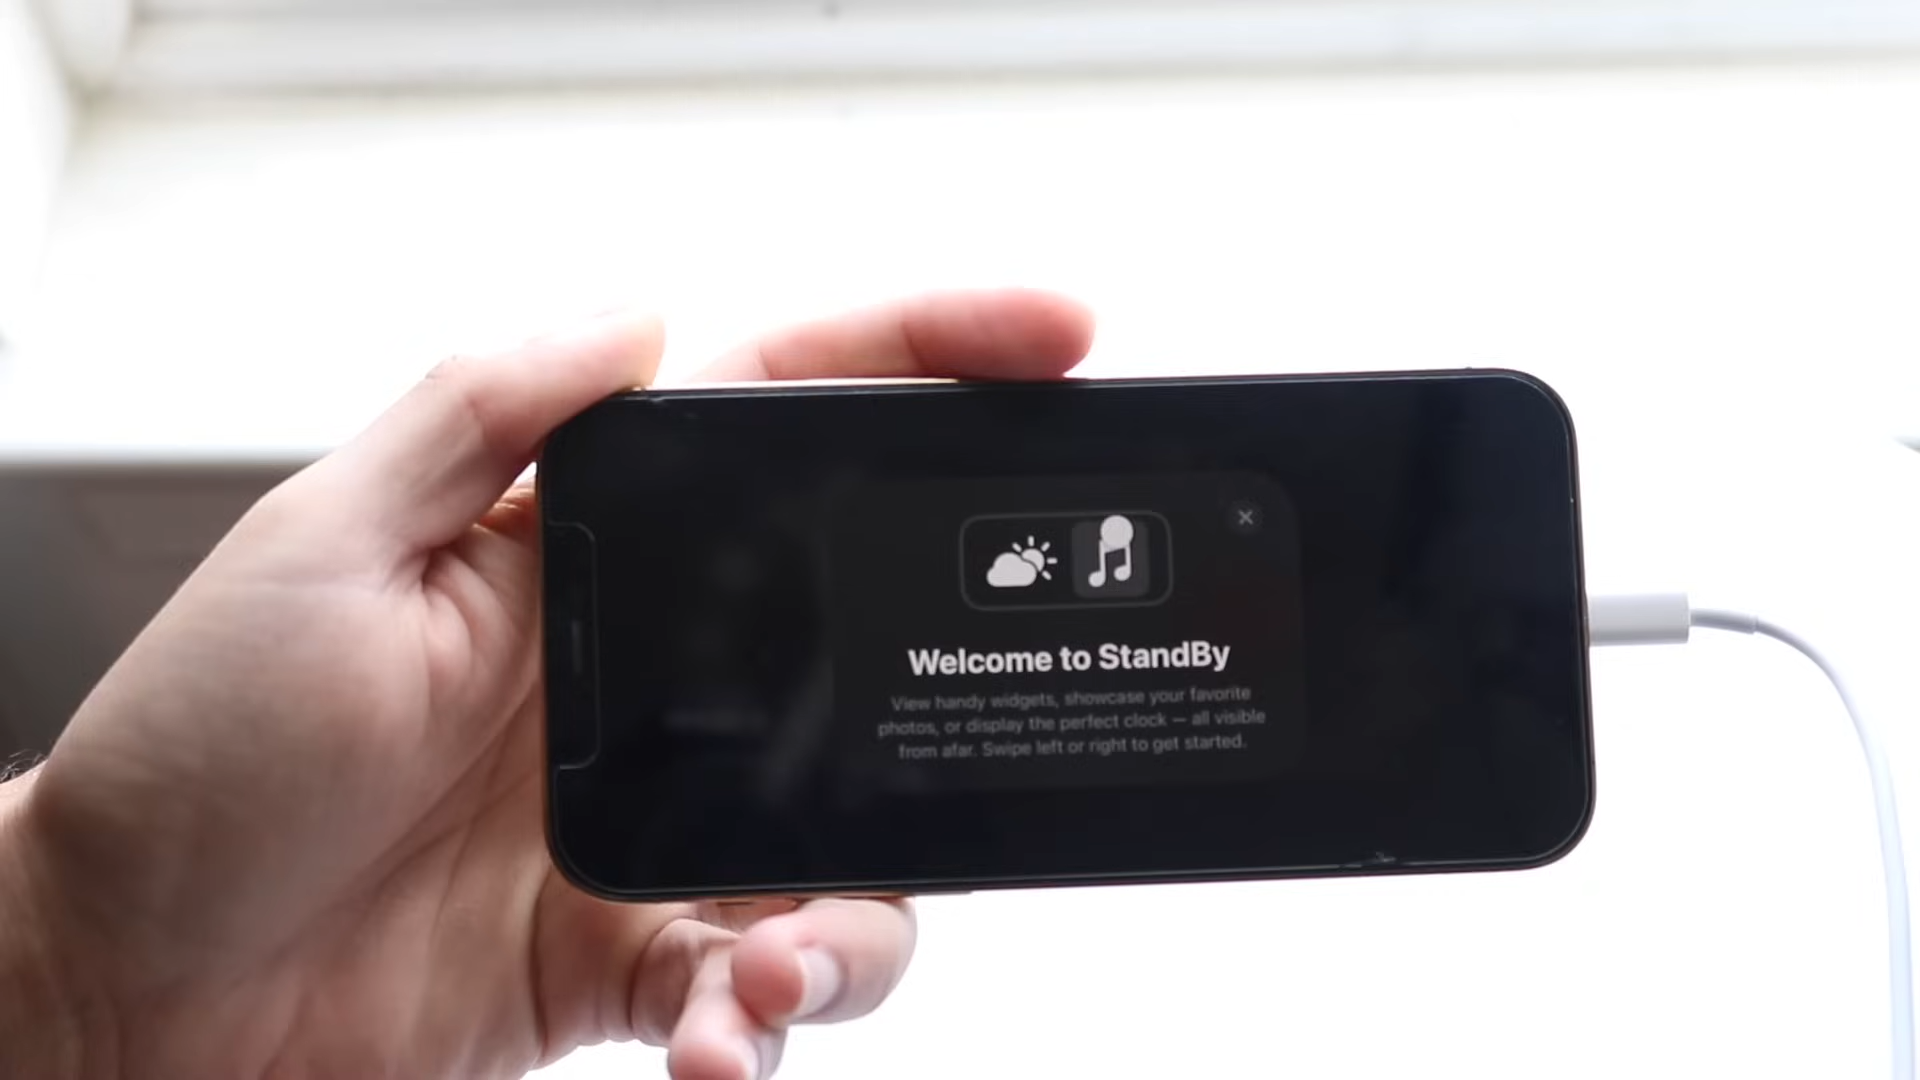 Welcome to StandBy
View handy widgets, showcase your favorite
photos, or display the perfect clock — all visible
from afar. Swipe left or right to get started.